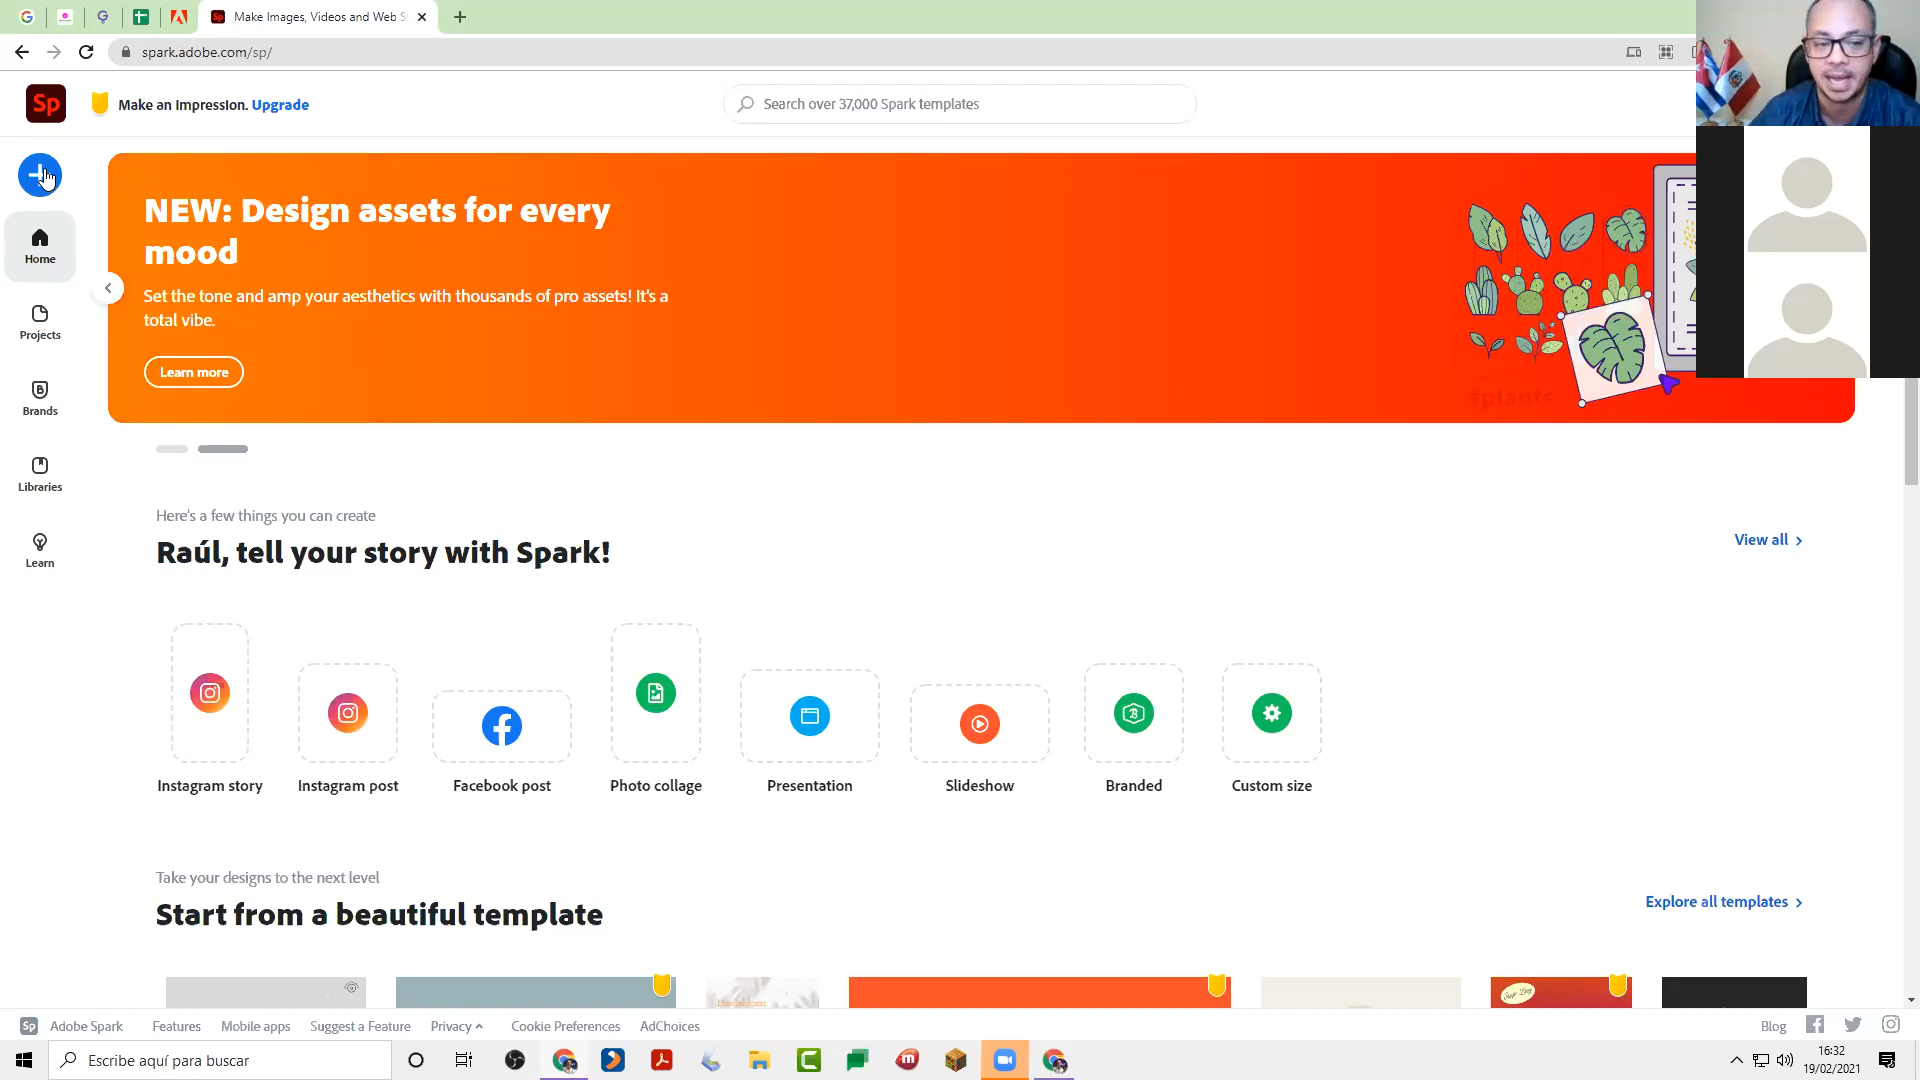 Make Images, Videos and Web S
spark.adobe.com/sp/
Sp
Make an Impression. Upgrade
Search over 37,000 Spark templates
Home
Projects
Brands
Libraries
Learn
NEW: Design assets for every
mood
Set the tone and amp your aesthetics with thousands of pro assets! It's a
total vibe.
Learn more
#plants
Here's a few things you can create
Raúl, tell your story with Spark!
View all
Instagram story
Instagram post
Facebook post
Photo collage
Presentation
Slideshow
Branded
Custom size
Take your designs to the next level
Start from a beautiful template
Explore all templates
Sp Adobe Spark
Features
Mobile apps
Suggest a Feature
Privacy
Cookie Preferences
AdChoices
Blog
Escribe aquí para buscar
16:32
19/02/2021